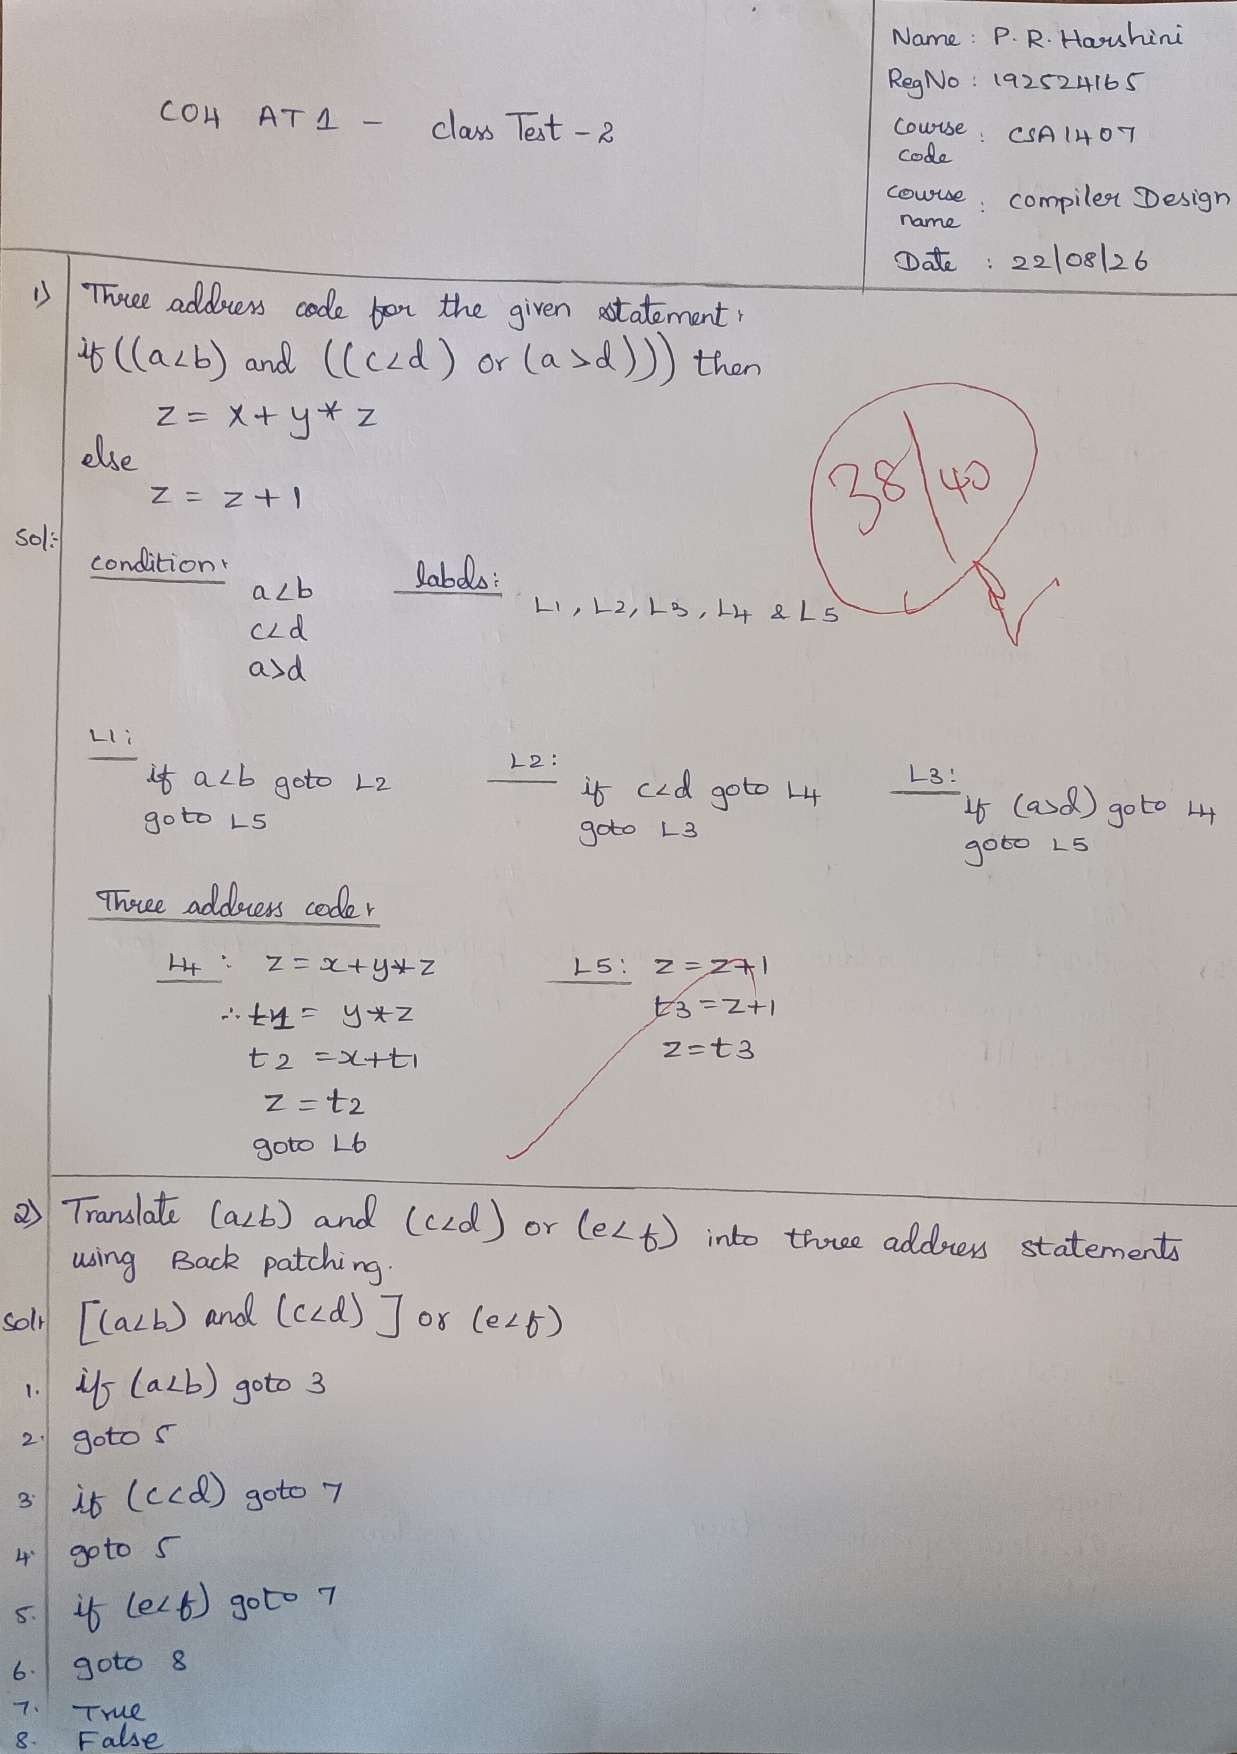 Name : P. R. Harshini
Reg No : 192524165
CO4 AT1 - class Test - 2
Course code : CSA1407
course name : compiler Design
Date : 22/08/26
1) Three address code for the given statement:
if ((a<b) and ((c<d) or (a>d))) then
z = x + y * z
else
z = z + 1
38/40
Sol:-
condition:
a<b
c<d
a>d
labels:
L1, L2, L3, L4 & L5
L1:
if a<b goto L2
goto L5
L2:
if c<d goto L4
goto L3
L3:
if (a>d) goto L4
goto L5
Three address code:
L4: z = x+y*z
∴ t1 = y*z
t2 = x+t1
z = t2
goto L6
L5: z = z+1
t3 = z+1
z = t3
2) Translate (a<b) and (c<d) or (e<f) into three address statements
using Back patching.
Sol: [(a<b) and (c<d)] or (e<f)
1. if (a<b) goto 3
2. goto 5
3. if (c<d) goto 7
4. goto 5
5. if (e<f) goto 7
6. goto 8
7. True
8. False